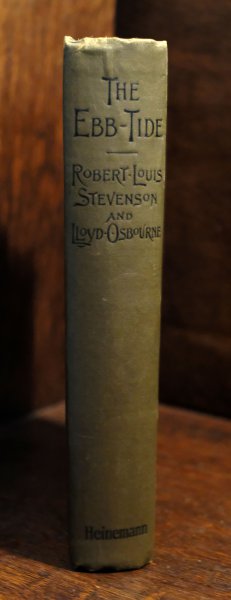 THE
EBB-TIDE
ROBERT·LOUIS
STEVENSON
AND
LLOYD·OSBOURNE
Heinemann